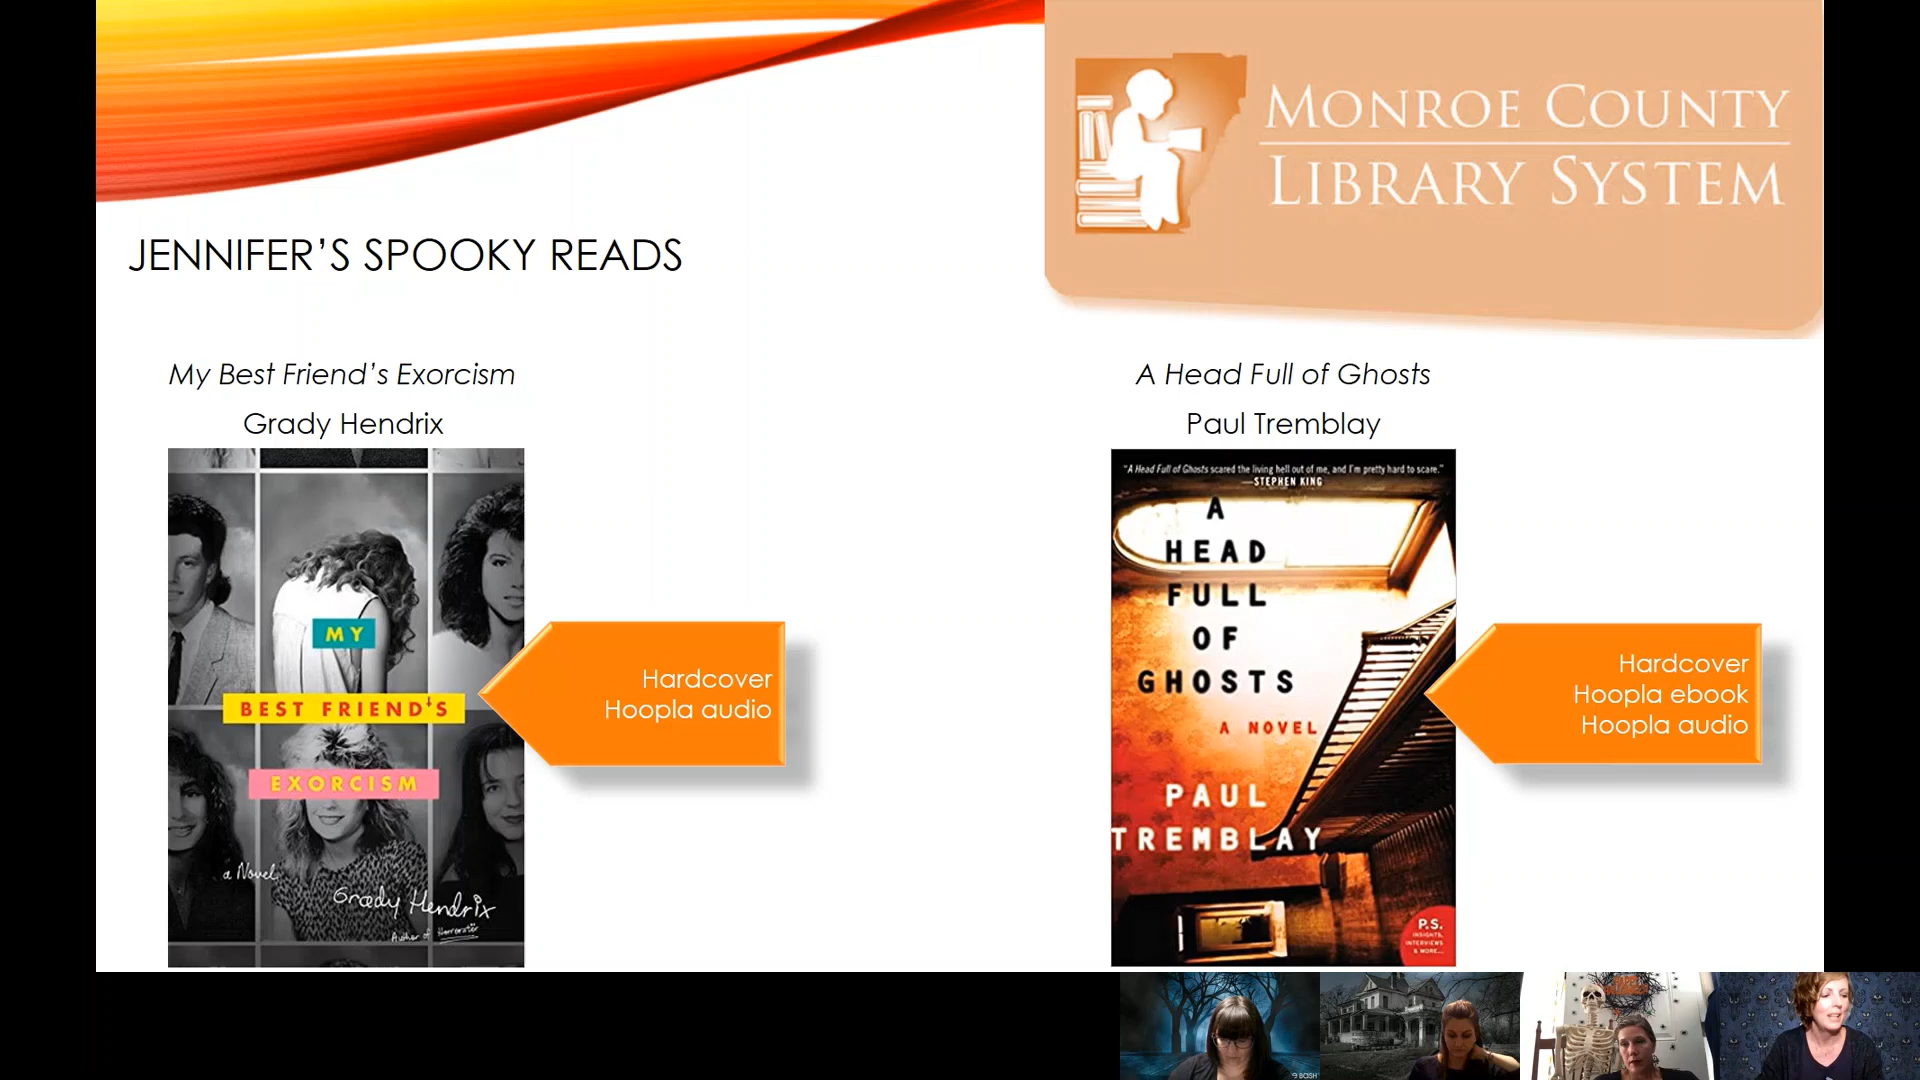 MONROE COUNTY
LIBRARY SYSTEM
JENNIFER’S SPOOKY READS
My Best Friend’s Exorcism
Grady Hendrix
MY
BEST FRIEND'S
EXORCISM
a Novel
Grady Hendrix
Author of Horrorstör
Hardcover
Hoopla audio
A Head Full of Ghosts
Paul Tremblay
“A Head Full of Ghosts scared the living hell out of me, and I’m pretty hard to scare.”
—STEPHEN KING
A
HEAD
FULL
OF
GHOSTS
A NOVEL
PAUL
TREMBLAY
P.S.
INSIGHTS,
INTERVIEWS
& MORE...
Hardcover
Hoopla ebook
Hoopla audio